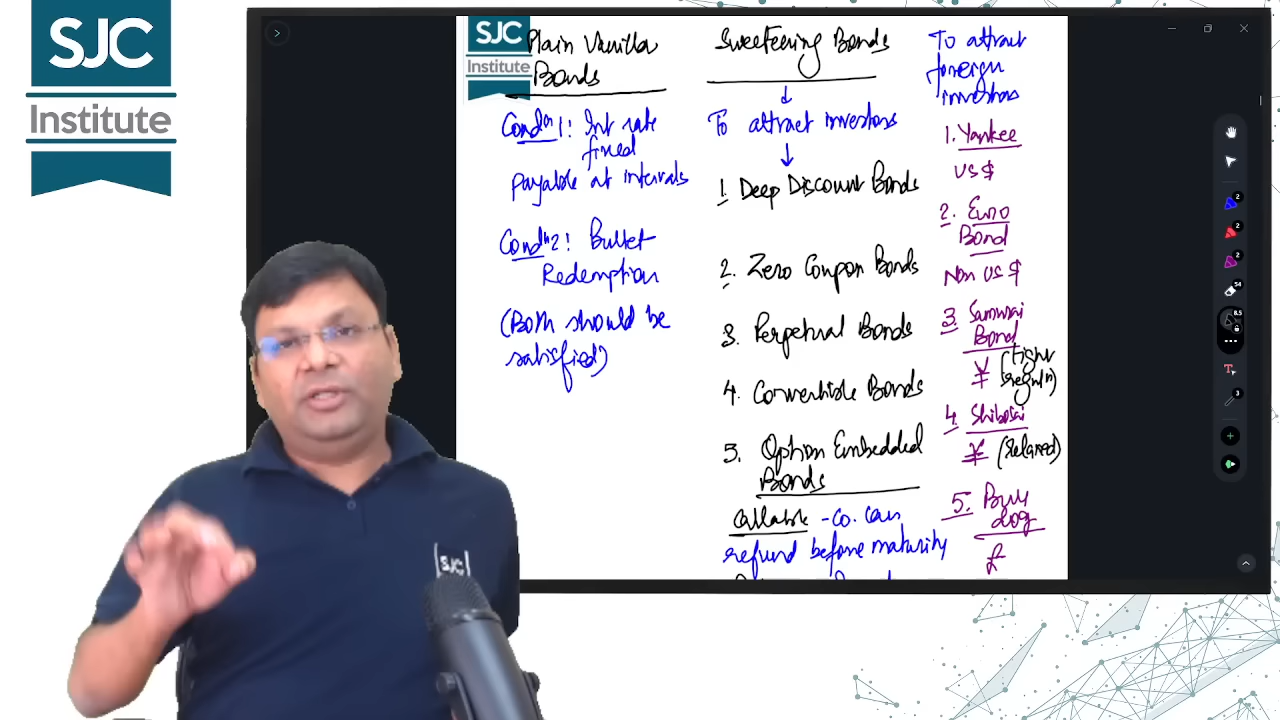 SJC
Institute
SJC
Institute
Plain Vanilla
Bonds
Condn 1: Int rate
fixed
payable at intervals
Condn 2: Bullet
Redemption
(Both should be
satisfied)
Sweetening Bonds
To attract investors
1. Deep Discount Bonds
2. Zero Coupon Bonds
3. Perpetual Bonds
4. Convertible Bonds
5. Option Embedded
Bonds
Callable - Co. can
refund before maturity
To attract
foreign
investors
1. Yankee
US $
2. Euro
Bond
Non US $
3. Samurai
Bond
¥ (Tigher
reguln)
4. Shibosai
¥ (Relaxed)
5. Bull
dog
£
SJC